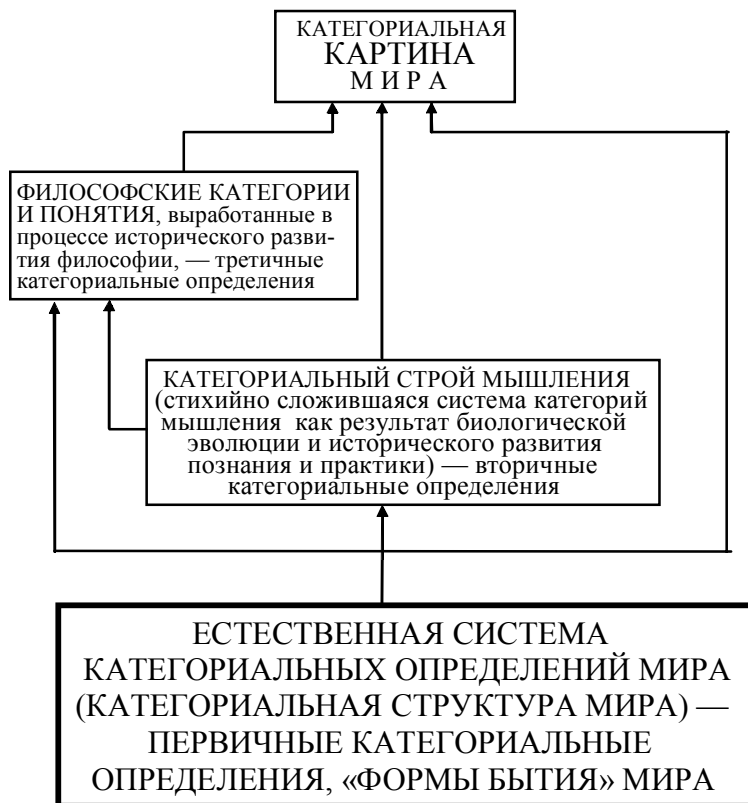 КАТЕГОРИАЛЬНАЯ
КАРТИНА
М И Р А
ФИЛОСОФСКИЕ КАТЕГОРИИ
И ПОНЯТИЯ, выработанные в
процессе исторического разви-
тия философии, — третичные
категориальные определения
КАТЕГОРИАЛЬНЫЙ СТРОЙ МЫШЛЕНИЯ
(стихийно сложившаяся система категорий
мышления как результат биологической
эволюции и исторического развития
познания и практики) — вторичные
категориальные определения
ЕСТЕСТВЕННАЯ СИСТЕМА
КАТЕГОРИАЛЬНЫХ ОПРЕДЕЛЕНИЙ МИРА
(КАТЕГОРИАЛЬНАЯ СТРУКТУРА МИРА) —
ПЕРВИЧНЫЕ КАТЕГОРИАЛЬНЫЕ
ОПРЕДЕЛЕНИЯ, «ФОРМЫ БЫТИЯ» МИРА